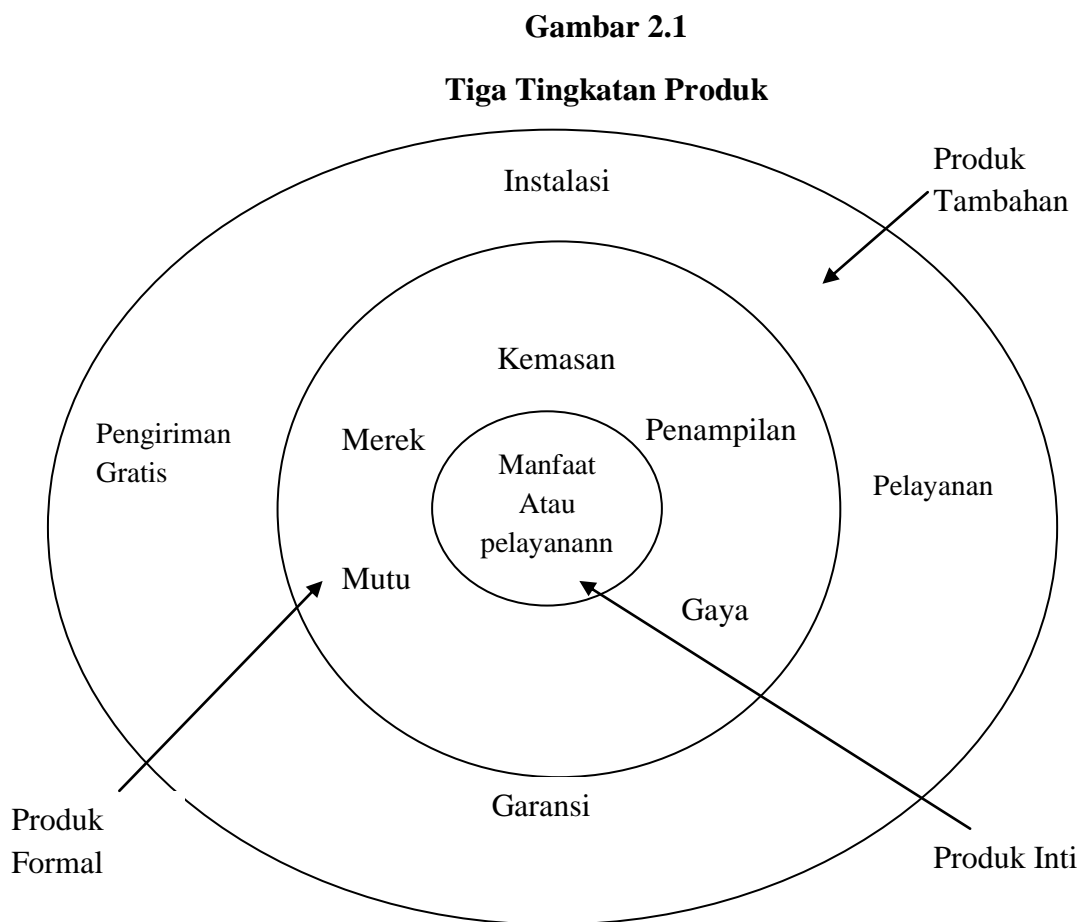 Gambar 2.1
Tiga Tingkatan Produk
Produk
Tambahan
Instalasi
Kemasan
Pengiriman
Gratis
Merek
Penampilan
Manfaat
Atau
pelayanann
Pelayanan
Mutu
Gaya
Garansi
Produk
Formal
Produk Inti